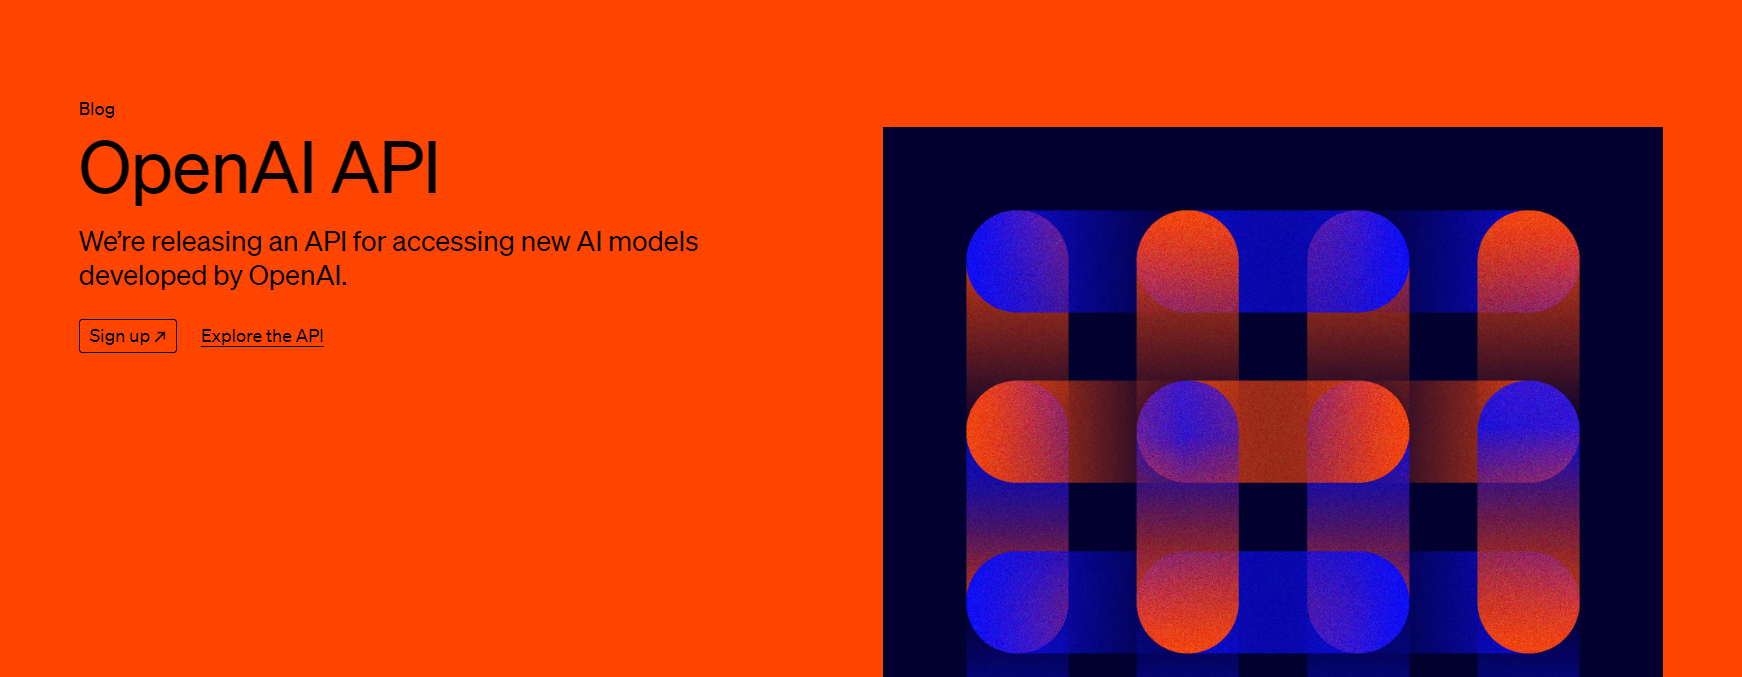 Blog
OpenAI API
We’re releasing an API for accessing new AI models
developed by OpenAI.
Sign up ↗ Explore the API